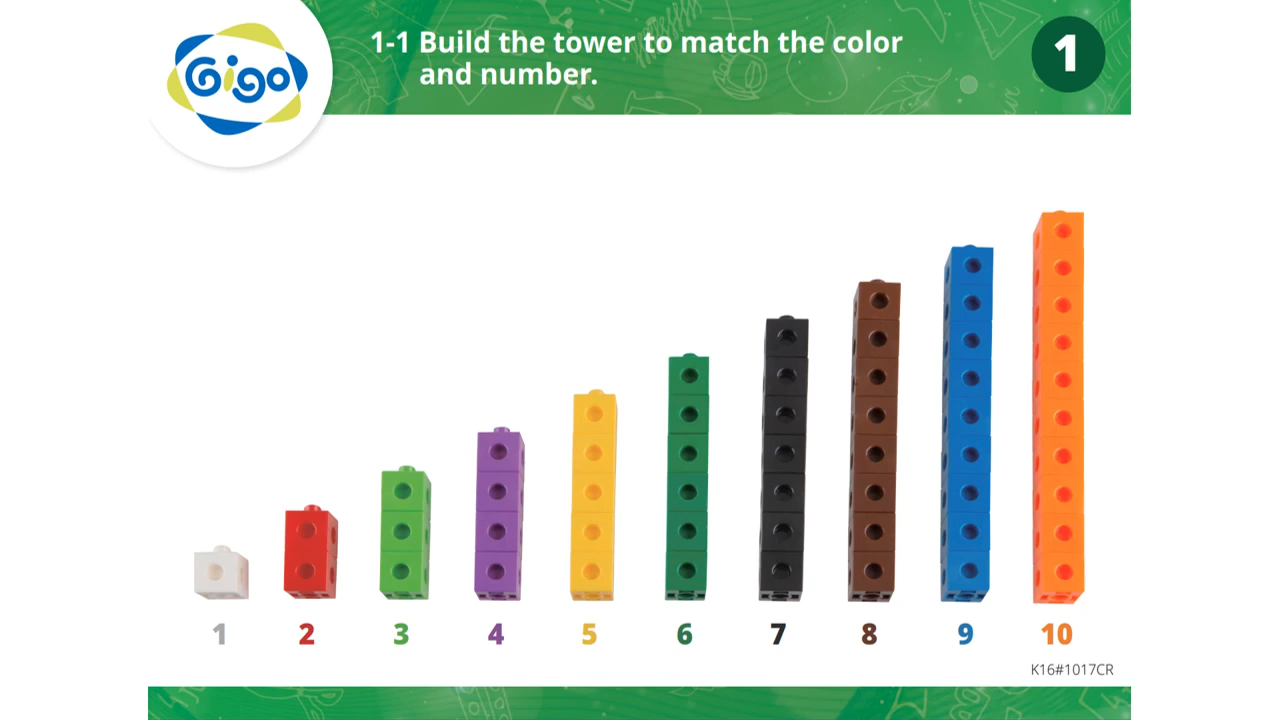 Gigo
1-1 Build the tower to match the color
and number.
1
1 2 3 4 5 6 7 8 9 10
K16#1017CR